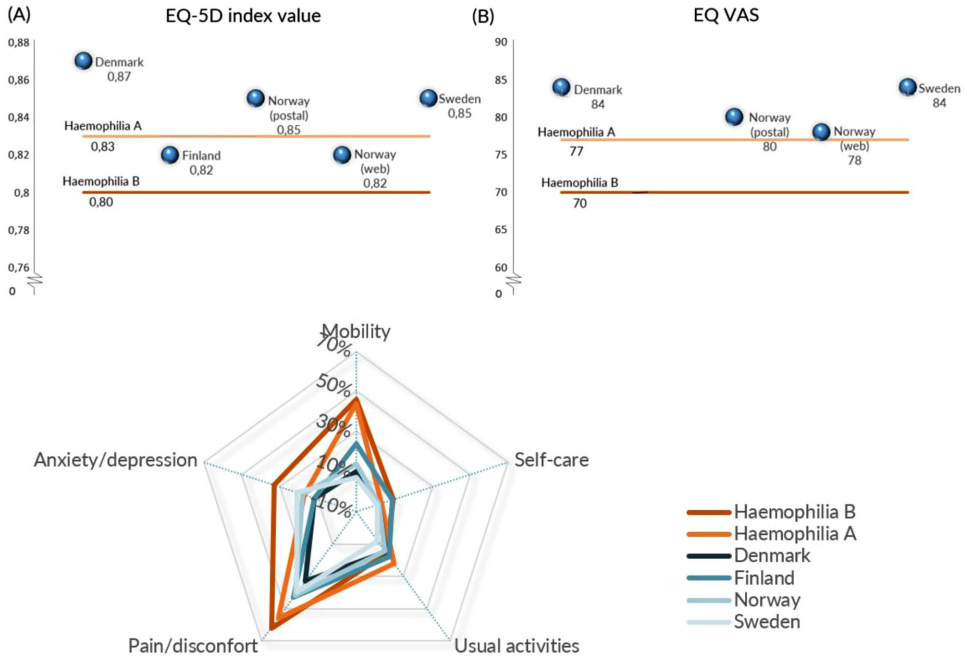 (A)
EQ-5D index value
0,88
0,86
0,84
0,82
0,8
0,78
0,76
0
Denmark
0,87
Norway
(postal)
0,85
Sweden
0,85
Haemophilia A
0,83
Finland
0,82
Norway
(web)
0,82
Haemophilia B
0,80
(B)
EQ VAS
90
85
80
75
70
65
60
0
Denmark
84
Sweden
84
Norway
(postal)
80
Norway
(web)
78
Haemophilia A
77
Haemophilia B
70
Mobility
70%
50%
30%
10%
10%
Anxiety/depression
Self-care
Pain/disconfort
Usual activities
Haemophilia B
Haemophilia A
Denmark
Finland
Norway
Sweden